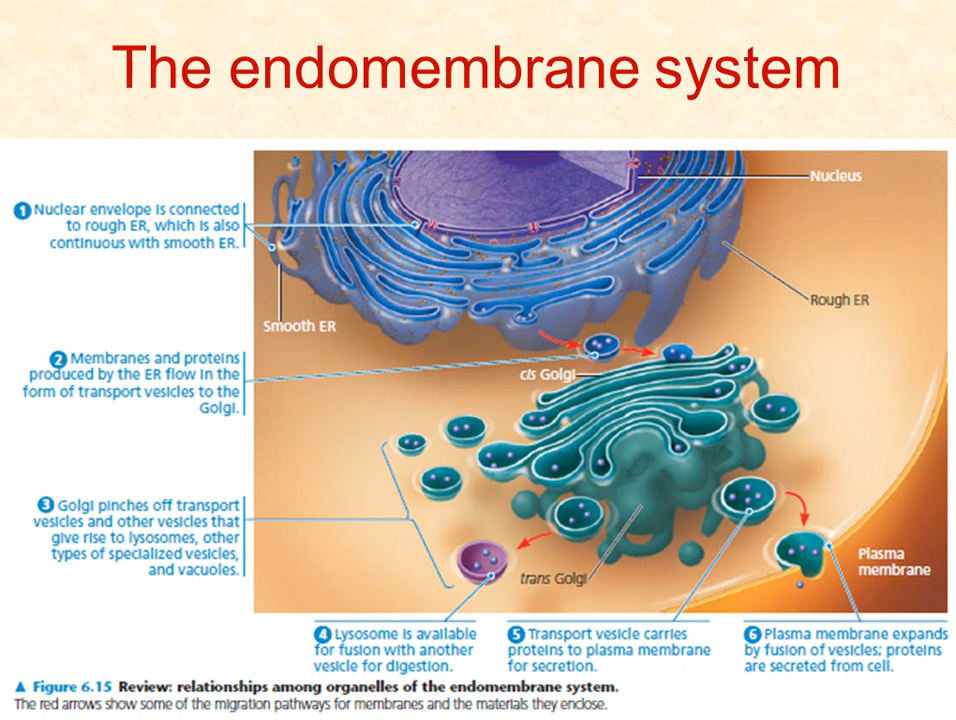 The endomembrane system
Nucleus
1 Nuclear envelope is connected
to rough ER, which is also
continuous with smooth ER.
Rough ER
Smooth ER
2 Membranes and proteins
produced by the ER flow in the
form of transport vesicles to the
Golgi.
cis Golgi
3 Golgi pinches off transport
vesicles and other vesicles that
give rise to lysosomes, other
types of specialized vesicles,
and vacuoles.
trans Golgi
Plasma
membrane
4 Lysosome is available
for fusion with another
vesicle for digestion.
5 Transport vesicle carries
proteins to plasma membrane
for secretion.
6 Plasma membrane expands
by fusion of vesicles; proteins
are secreted from cell.
▲ Figure 6.15 Review: relationships among organelles of the endomembrane system.
The red arrows show some of the migration pathways for membranes and the materials they enclose.